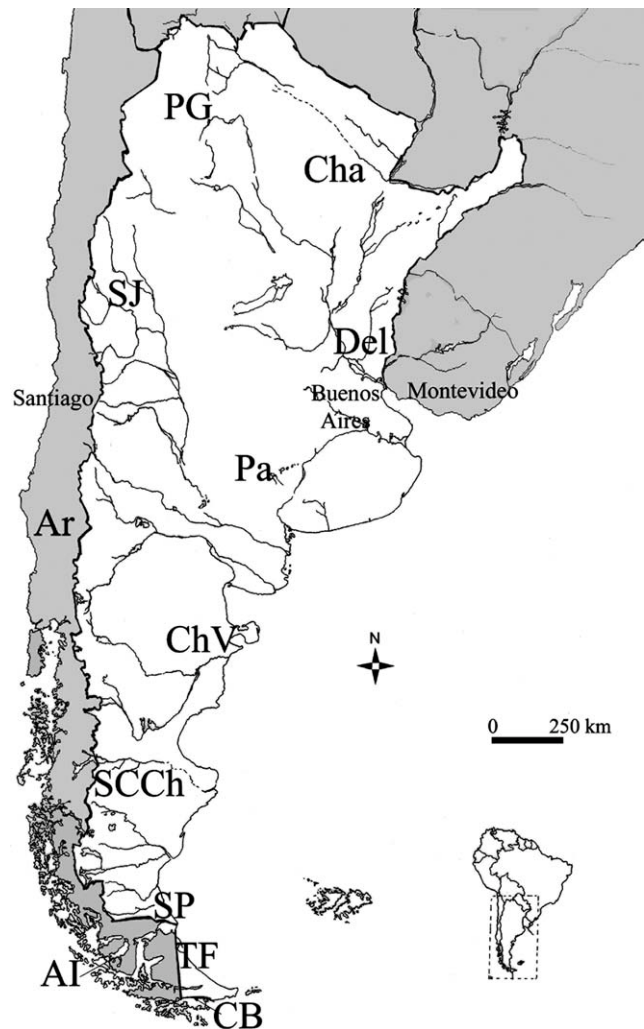 PG
Cha
SJ
Del
Santiago
Buenos
Aires
Montevideo
Pa
Ar
ChV
N
0 250 km
SCCh
SP
TF
AI
CB